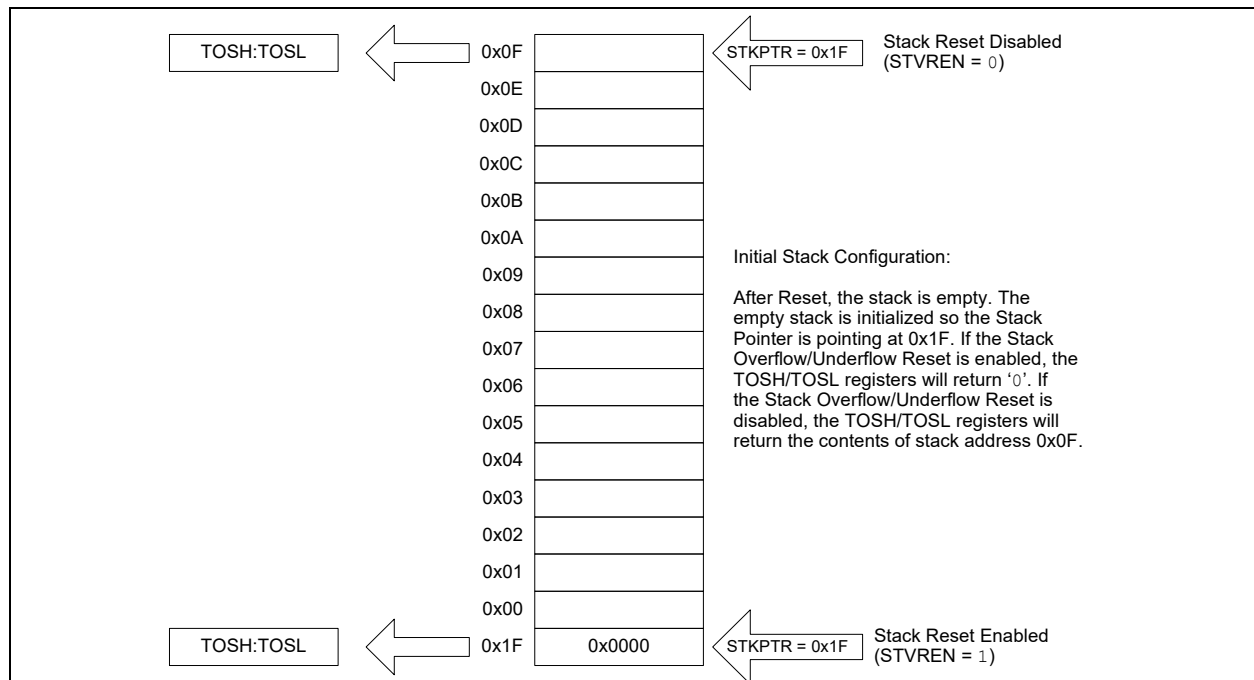 TOSH:TOSL
0x0F
STKPTR = 0x1F
Stack Reset Disabled
(STVREN = 0)
0x0E
0x0D
0x0C
0x0B
0x0A
0x09
0x08
0x07
0x06
0x05
0x04
0x03
0x02
0x01
0x00
Initial Stack Configuration:
After Reset, the stack is empty. The
empty stack is initialized so the Stack
Pointer is pointing at 0x1F. If the Stack
Overflow/Underflow Reset is enabled, the
TOSH/TOSL registers will return ‘0’. If
the Stack Overflow/Underflow Reset is
disabled, the TOSH/TOSL registers will
return the contents of stack address 0x0F.
TOSH:TOSL
0x1F
0x0000
STKPTR = 0x1F
Stack Reset Enabled
(STVREN = 1)